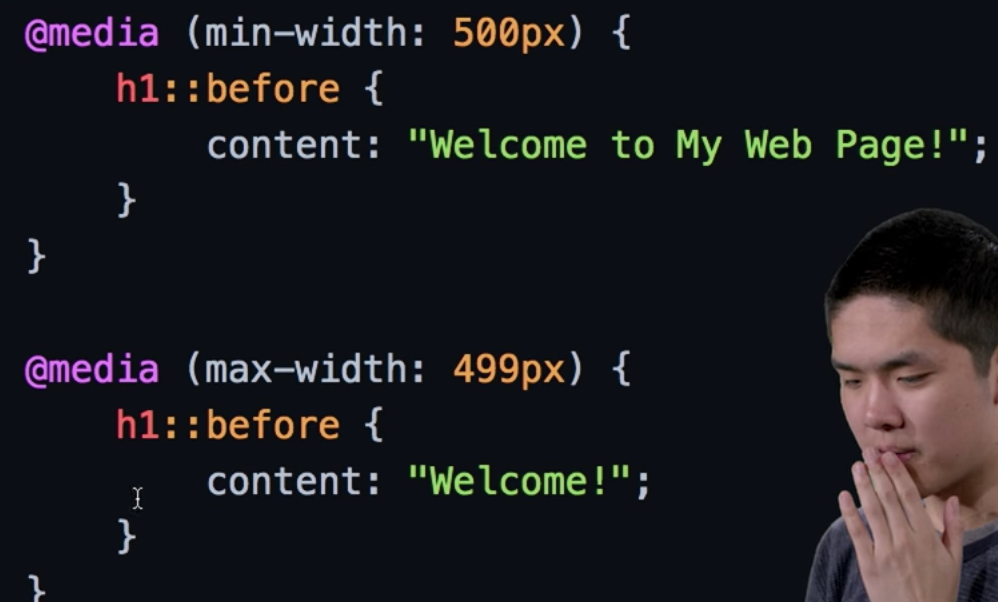 @media (min-width: 500px) {
h1::before {
content: "Welcome to My Web Page!";
}
}
@media (max-width: 499px) {
h1::before {
content: "Welcome!";
}
}